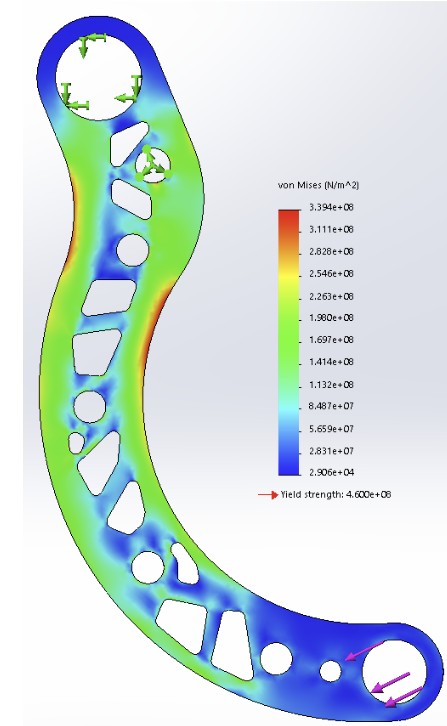 von Mises (N/m^2)
3.394e+08
3.111e+08
2.828e+08
2.546e+08
2.263e+08
1.980e+08
1.697e+08
1.414e+08
1.132e+08
8.487e+07
5.659e+07
2.831e+07
2.906e+04
Yield strength: 4.600e+08